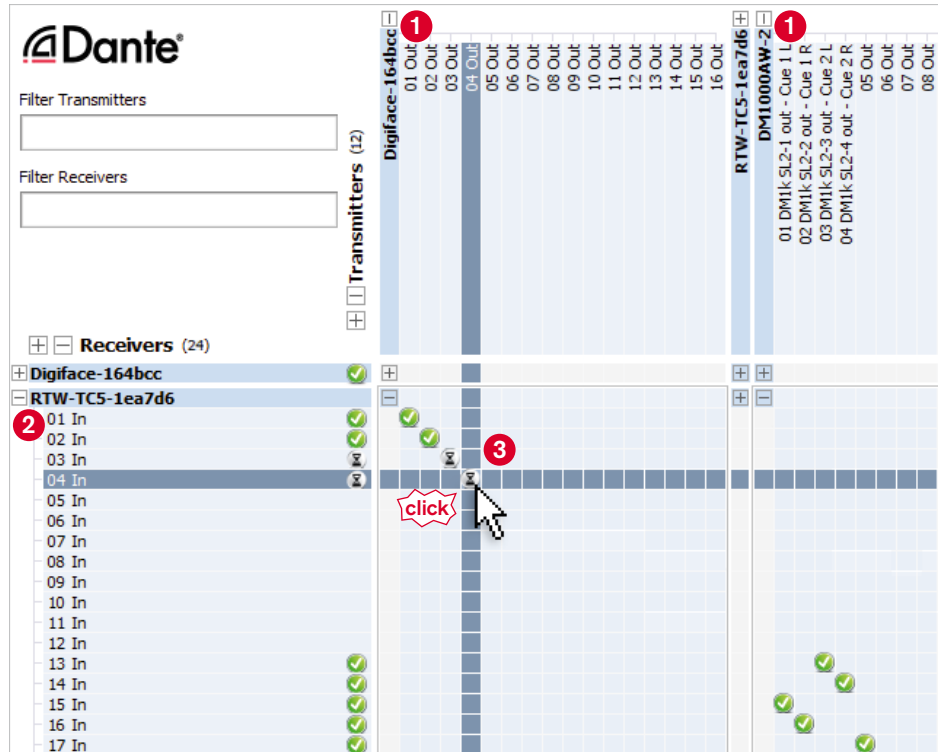 Dante®
Filter Transmitters
Filter Receivers
Transmitters (12)
Receivers (24)
1
Digiface-164bcc
01 Out
02 Out
03 Out
04 Out
05 Out
06 Out
07 Out
08 Out
09 Out
10 Out
11 Out
12 Out
13 Out
14 Out
15 Out
16 Out
RTW-TC5-1ea7d6
1
DM1000AW-2
01 DM1k SL2-1 out - Cue 1 L
02 DM1k SL2-2 out - Cue 1 R
03 DM1k SL2-3 out - Cue 2 L
04 DM1k SL2-4 out - Cue 2 R
05 Out
06 Out
07 Out
08 Out
Digiface-164bcc
RTW-TC5-1ea7d6
2
01 In
02 In
03 In
3
04 In
click
05 In
06 In
07 In
08 In
09 In
10 In
11 In
12 In
13 In
14 In
15 In
16 In
17 In